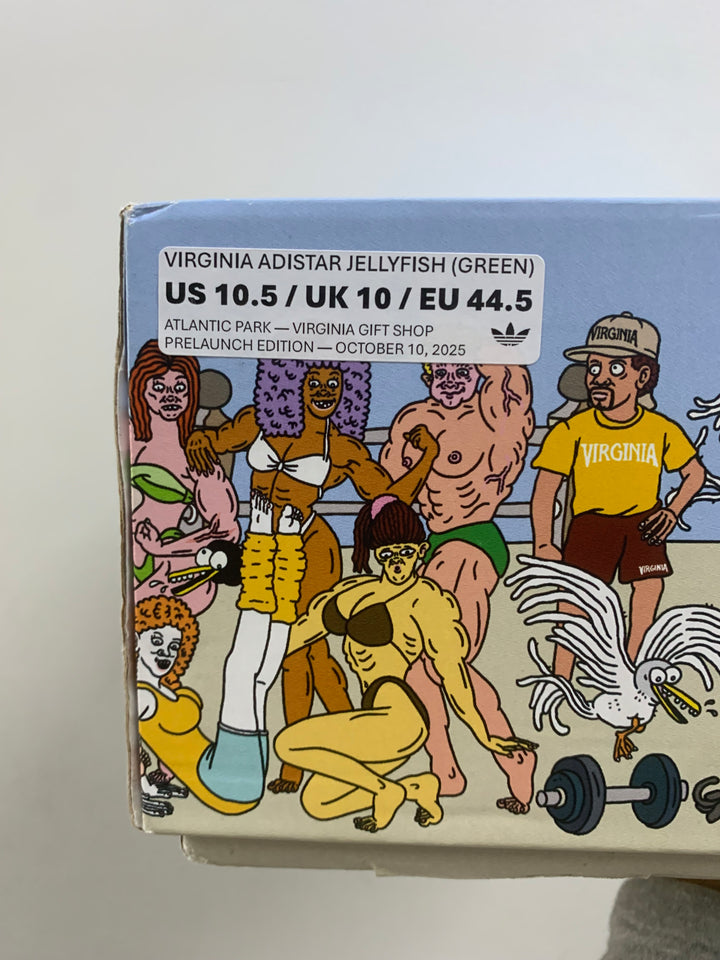 VIRGINIA ADISTAR JELLYFISH (GREEN)
US 10.5 / UK 10 / EU 44.5
ATLANTIC PARK — VIRGINIA GIFT SHOP
PRELAUNCH EDITION — OCTOBER 10, 2025
VIRGINIA
VIRGINIA
VIRGINIA